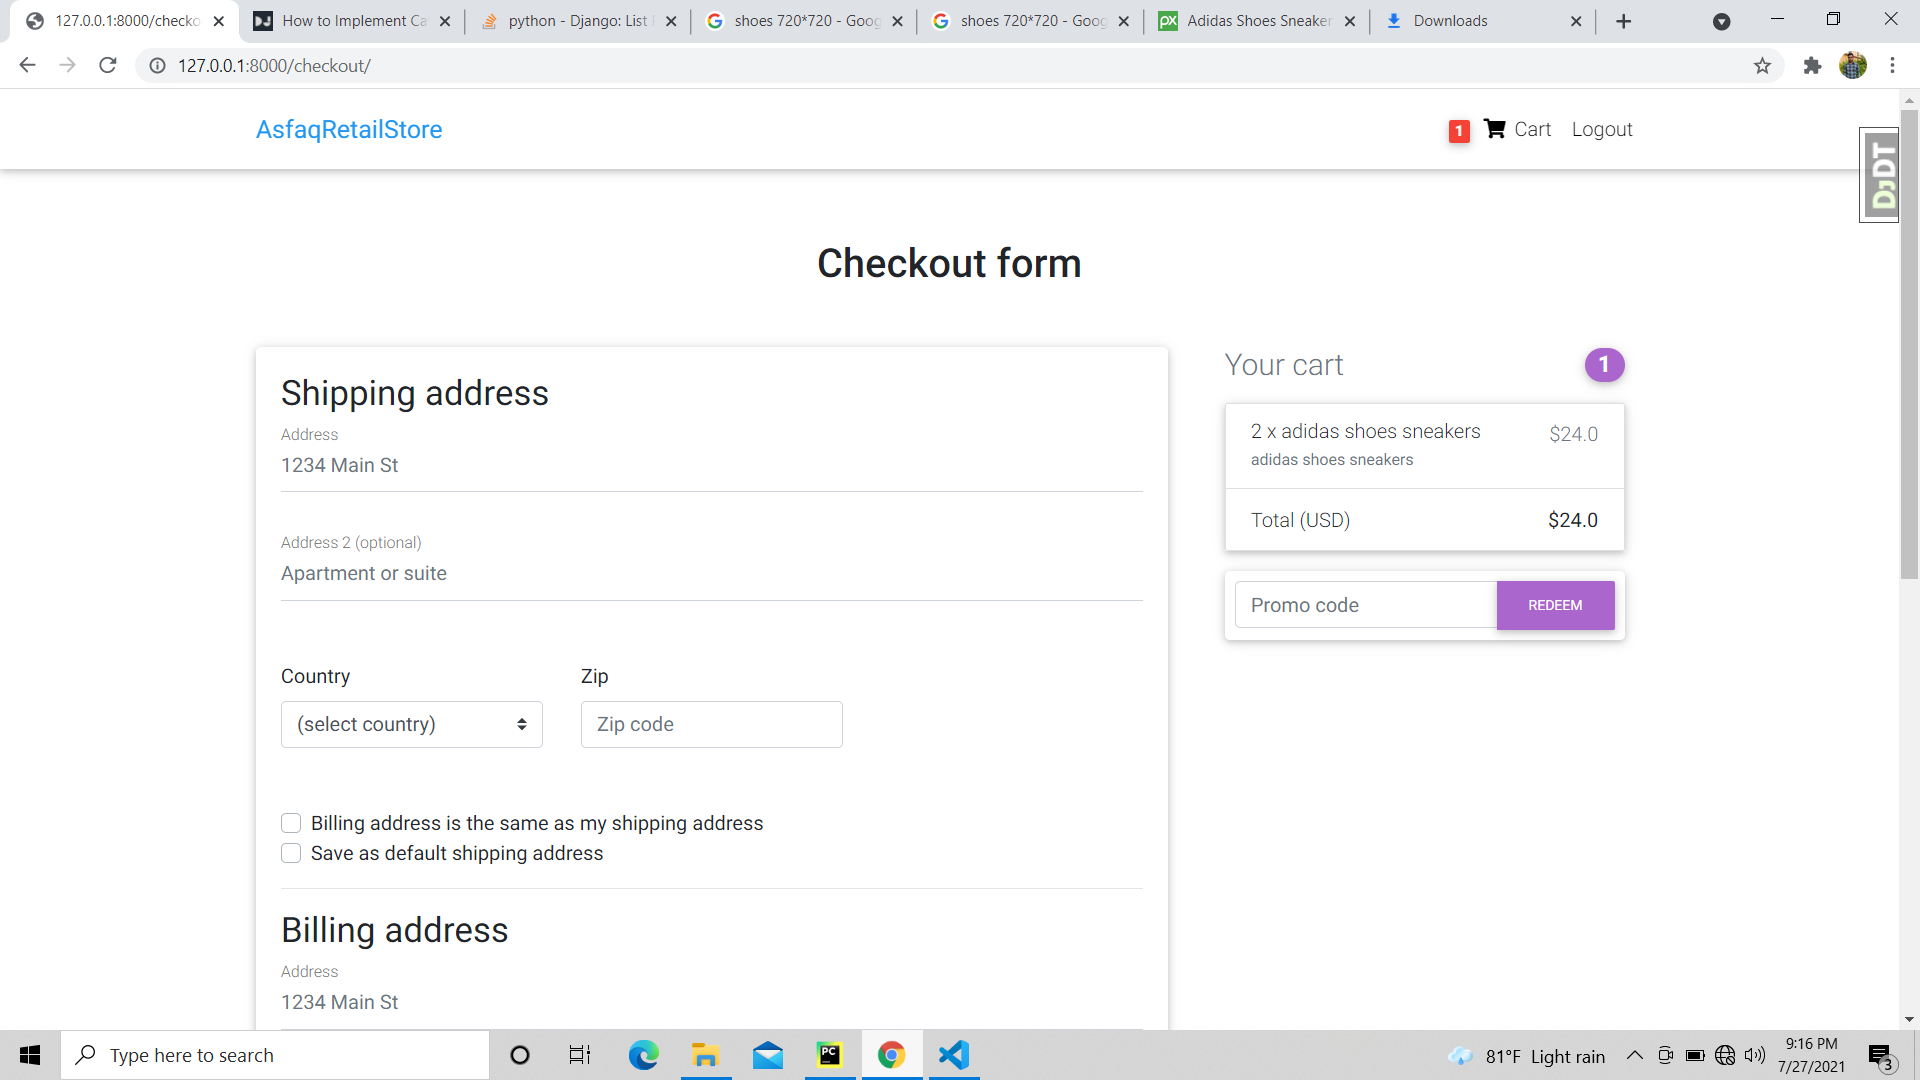 127.0.0.1:8000/checko
How to Implement Ca
python - Django: List
shoes 720*720 - Goog
shoes 720*720 - Goog
px
Adidas Shoes Sneaker
Downloads
127.0.0.1:8000/checkout/
AsfaqRetailStore
1
Cart
Logout
DJDT
Checkout form
Shipping address
Address
1234 Main St
Address 2 (optional)
Apartment or suite
Country
Zip
(select country)
Zip code
Billing address is the same as my shipping address
Save as default shipping address
Billing address
Address
1234 Main St
Your cart
1
2 x adidas shoes sneakers
$24.0
adidas shoes sneakers
Total (USD)
$24.0
Promo code
REDEEM
Type here to search
PC
81°F Light rain
9:16 PM
7/27/2021
3